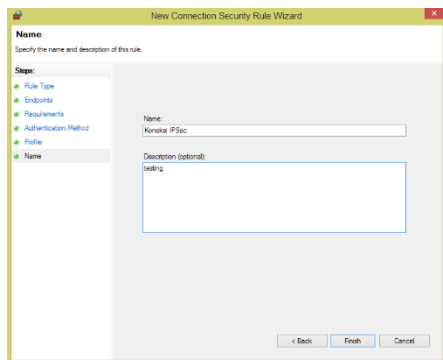 New Connection Security Rule Wizard
Name
Specify the name and description of this rule.
Steps:
Rule Type
Endpoints
Requirements
Authentication Method
Profile
Name
Name:
Konskai IPSec
Description (optional):
testing
< Back
Finish
Cancel